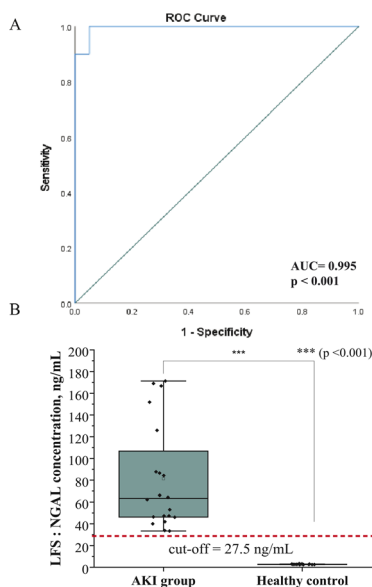 A
ROC Curve
1.0
0.8
0.6
0.4
0.2
0.0
Sensitivity
AUC= 0.995
p < 0.001
0.0 0.2 0.4 0.6 0.8 1.0
1 - Specificity
B
200
180
160
140
120
100
80
60
40
20
0
LFS : NGAL concentration, ng/mL
*** *** (p <0.001)
cut-off = 27.5 ng/mL
AKI group Healthy control